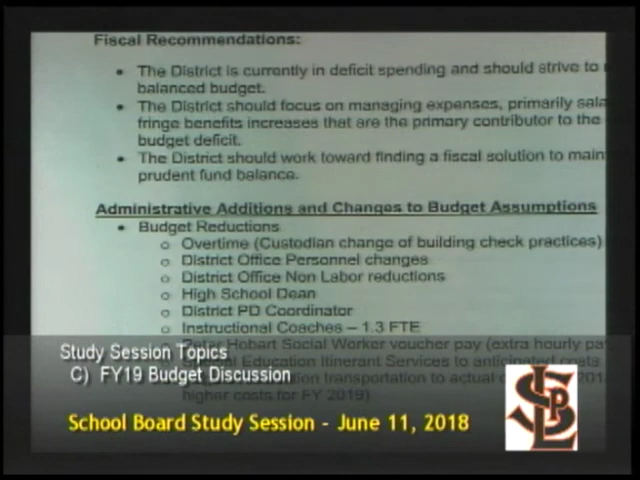 Fiscal Recommendations:
• The District is currently in deficit spending and should strive to
balanced budget.
• The District should focus on managing expenses, primarily sala
fringe benefits increases that are the primary contributor to the
budget deficit.
• The District should work toward finding a fiscal solution to main
prudent fund balance.
Administrative Additions and Changes to Budget Assumptions
• Budget Reductions
o Overtime (Custodian change of building check practices)
o District Office Personnel changes
o District Office Non Labor reductions
o High School Dean
o District PD Coordinator
o Instructional Coaches – 1.3 FTE
o Peter Hobart Social Worker voucher pay (extra hourly pa
Education Itinerant Services to anticipated costs
transportation to actual 201
higher costs for FY 2019)
Study Session Topics
C) FY19 Budget Discussion
School Board Study Session - June 11, 2018
SLP